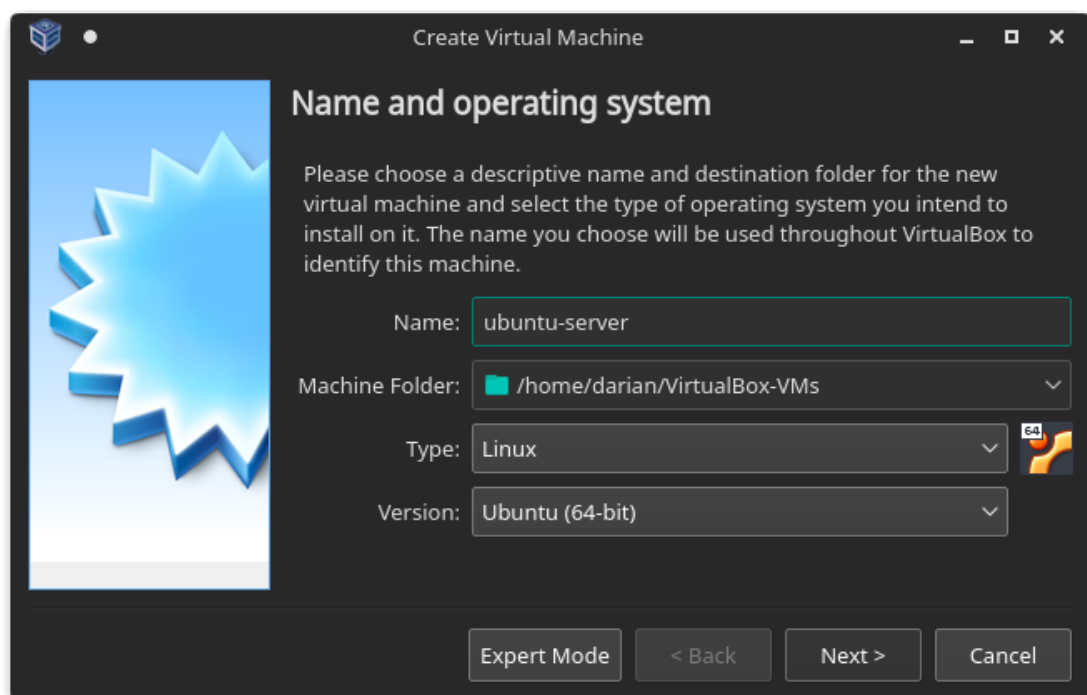 Create Virtual Machine
Name and operating system
Please choose a descriptive name and destination folder for the new
virtual machine and select the type of operating system you intend to
install on it. The name you choose will be used throughout VirtualBox to
identify this machine.
Name: ubuntu-server
Machine Folder: /home/darian/VirtualBox-VMs
Type: Linux 64
Version: Ubuntu (64-bit)
Expert Mode < Back Next > Cancel